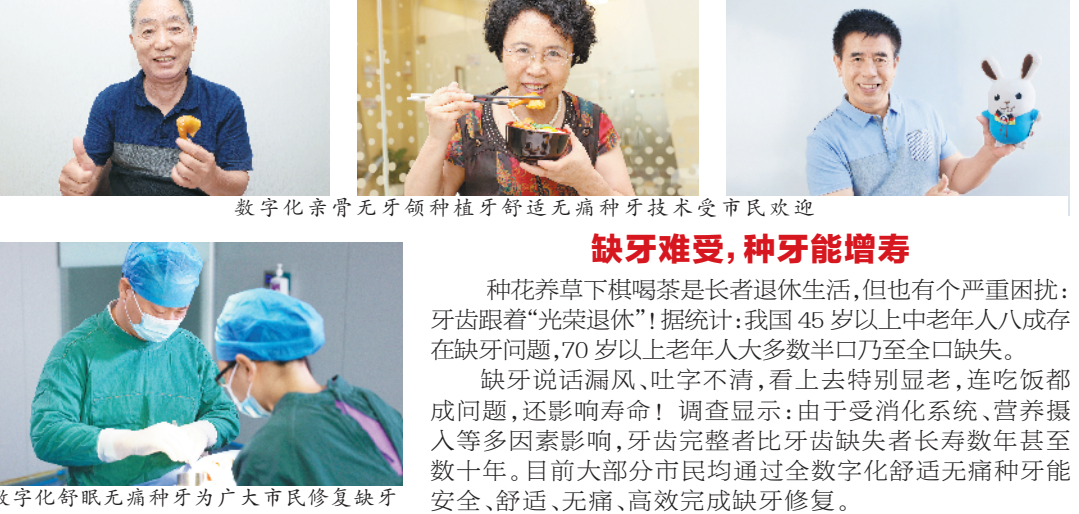 数字化亲骨无牙颌种植牙舒适无痛种牙技术受市民欢迎
缺牙难受，种牙能增寿
种花养草下棋喝茶是长者退休生活，但也有个严重困扰：
牙齿跟着“光荣退休”！据统计：我国 45 岁以上中老年人八成存
在缺牙问题，70 岁以上老年人大多数半口乃至全口缺失。
缺牙说话漏风、吐字不清，看上去特别显老，连吃饭都
成问题，还影响寿命！ 调查显示：由于受消化系统、营养摄
入等多因素影响，牙齿完整者比牙齿缺失者长寿数年甚至
数十年。目前大部分市民均通过全数字化舒适无痛种牙能
安全、舒适、无痛、高效完成缺牙修复。
数字化舒眠无痛种牙为广大市民修复缺牙